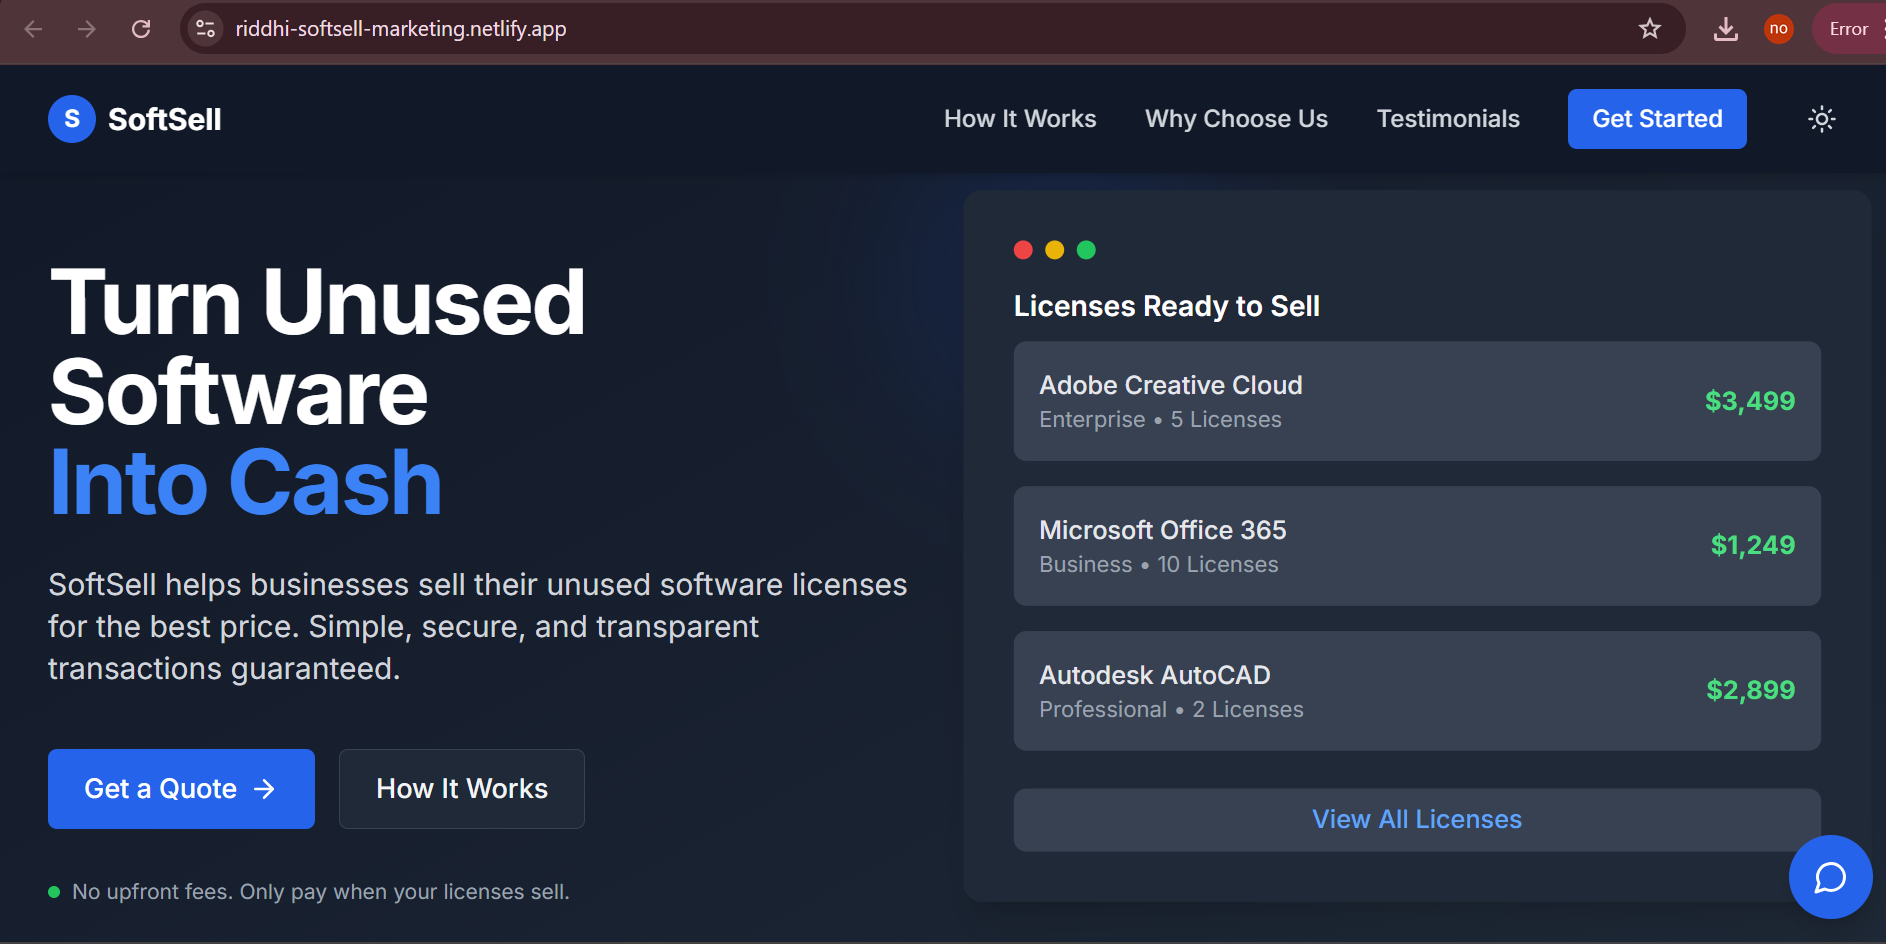 riddhi-softsell-marketing.netlify.app
no
Error
S
SoftSell
How It Works
Why Choose Us
Testimonials
Get Started
Turn Unused
Software
Into Cash
SoftSell helps businesses sell their unused software licenses
for the best price. Simple, secure, and transparent
transactions guaranteed.
Get a Quote →
How It Works
No upfront fees. Only pay when your licenses sell.
Licenses Ready to Sell
Adobe Creative Cloud
Enterprise • 5 Licenses
$3,499
Microsoft Office 365
Business • 10 Licenses
$1,249
Autodesk AutoCAD
Professional • 2 Licenses
$2,899
View All Licenses